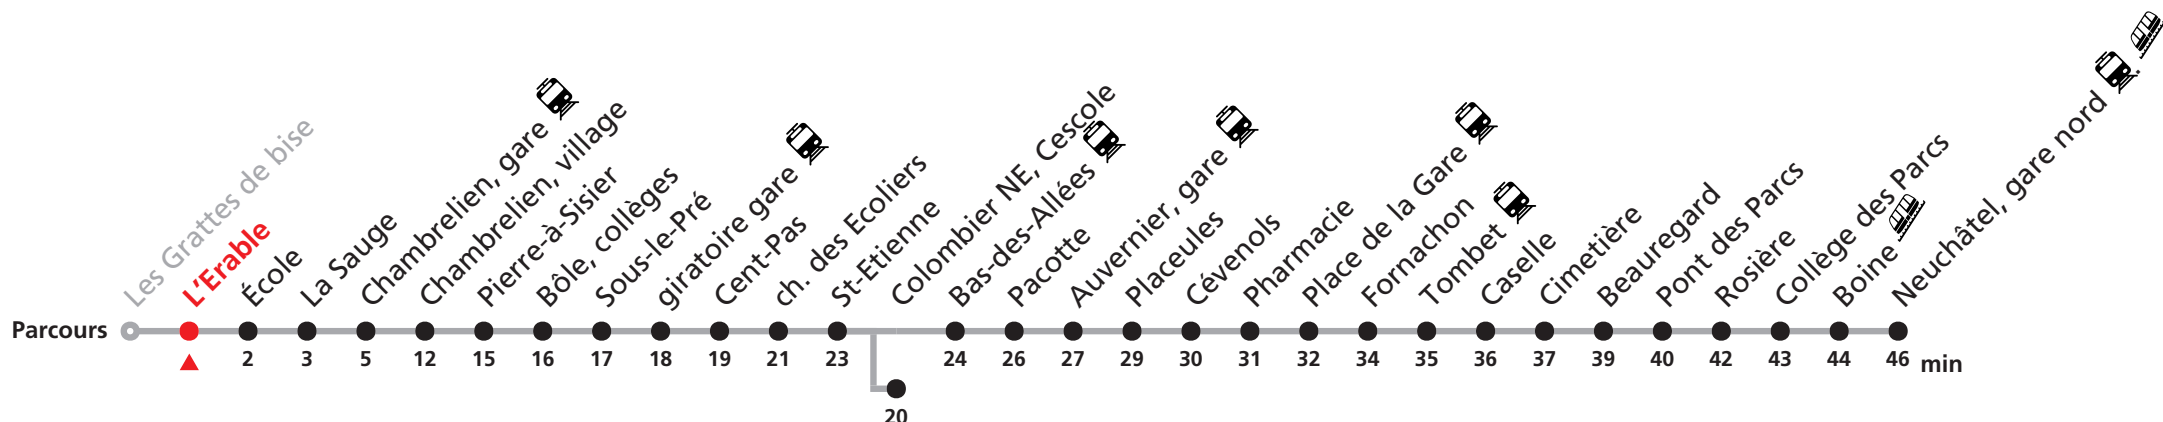 Les Grattes de bise
L'Erable
École
La Sauge
Chambrelien, gare
Chambrelien, village
Pierre-à-Sisier
Bôle, collèges
Sous-le-Pré
giratoire gare
Cent-Pas
ch. des Ecoliers
St-Etienne
Colombier NE, Cescole
Bas-des-Allées
Pacotte
Auvernier, gare
Placeules
Cévenols
Pharmacie
Place de la Gare
Fornachon
Tombet
Caselle
Cimetière
Beauregard
Pont des Parcs
Rosière
Collège des Parcs
Boine
Neuchâtel, gare nord
Parcours
2 3 5 12 15 16 17 18 19 21 23 24 26 27 29 30 31 32 34 35 36 37 39 40 42 43 44 46 min
20